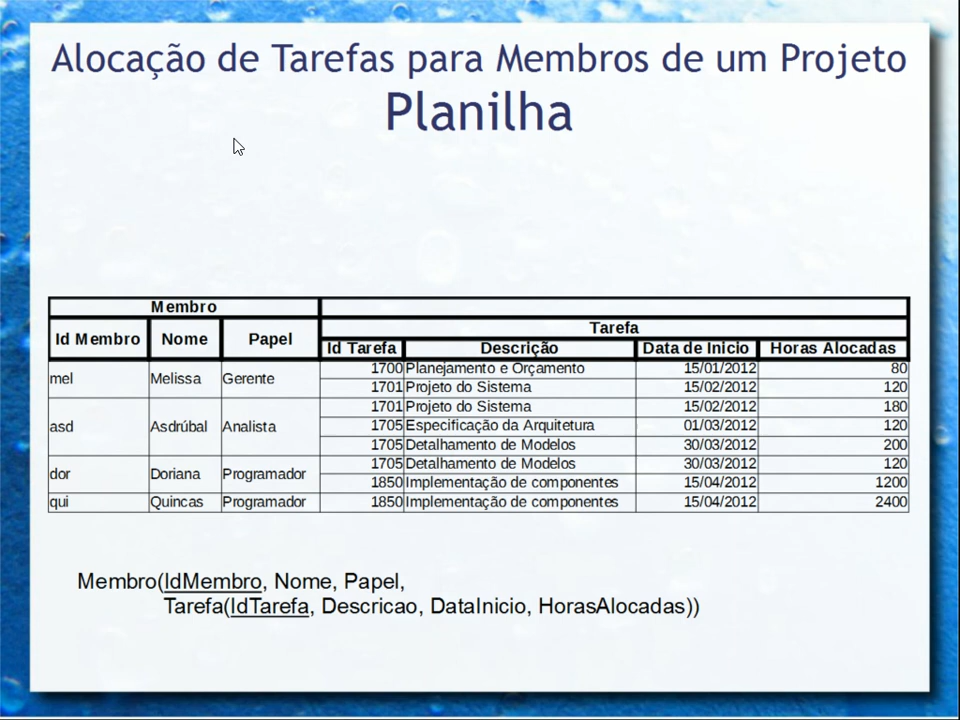 Alocação de Tarefas para Membros de um Projeto
Planilha
Membro
Tarefa
Id Membro Nome Papel
Id Tarefa Descrição Data de Inicio Horas Alocadas
mel Melissa Gerente 1700 Planejamento e Orçamento 15/01/2012 80
1701 Projeto do Sistema 15/02/2012 120
asd Asdrúbal Analista 1701 Projeto do Sistema 15/02/2012 180
1705 Especificação da Arquitetura 01/03/2012 120
1705 Detalhamento de Modelos 30/03/2012 200
dor Doriana Programador 1705 Detalhamento de Modelos 30/03/2012 120
1850 Implementação de componentes 15/04/2012 1200
qui Quincas Programador 1850 Implementação de componentes 15/04/2012 2400
Membro(IdMembro, Nome, Papel,
Tarefa(IdTarefa, Descricao, DataInicio, HorasAlocadas))